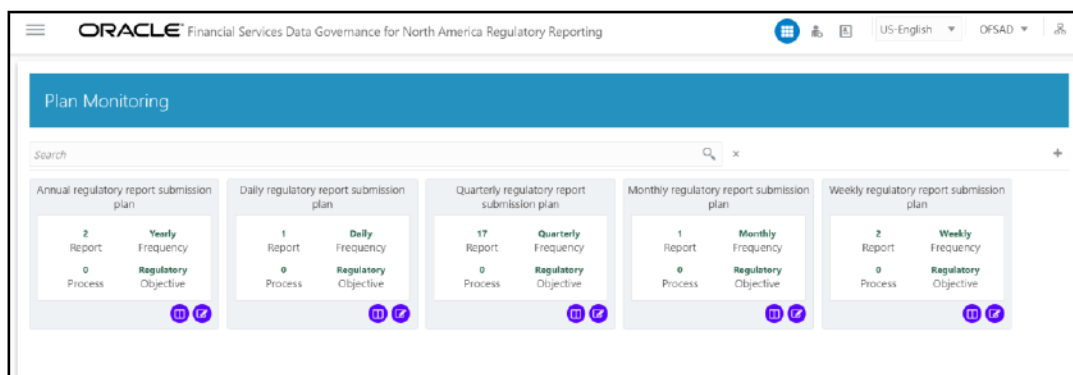 ORACLE Financial Services Data Governance for North America Regulatory Reporting
US-English
OFSAD
Plan Monitoring
Search
Annual regulatory report submission
plan
2 Yearly
Report Frequency
0 Regulatory
Process Objective
Daily regulatory report submission
plan
1 Daily
Report Frequency
0 Regulatory
Process Objective
Quarterly regulatory report
submission plan
17 Quarterly
Report Frequency
0 Regulatory
Process Objective
Monthly regulatory report submission
plan
1 Monthly
Report Frequency
0 Regulatory
Process Objective
Weekly regulatory report submission
plan
2 Weekly
Report Frequency
0 Regulatory
Process Objective